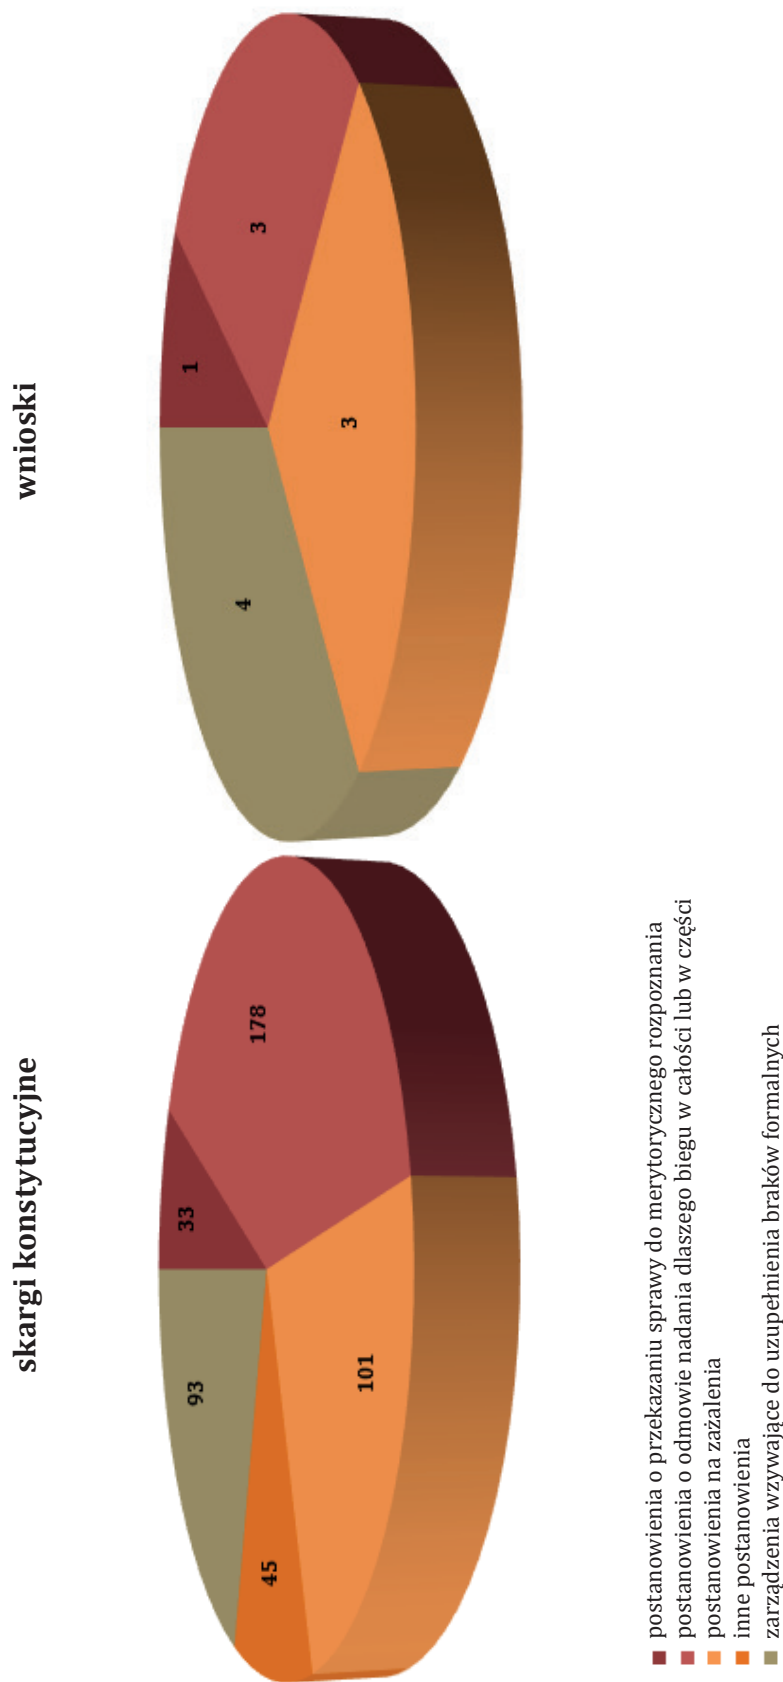 skargi konstytucyjne
33
178
101
45
93
wnioski
1
3
3
4
postanowienia o przekazaniu sprawy do merytorycznego rozpoznania
postanowienia o odmowie nadania dlaszego biegu w całości lub w części
postanowienia na zażalenia
inne postanowienia
zarządzenia wzywające do uzupełnienia braków formalnych